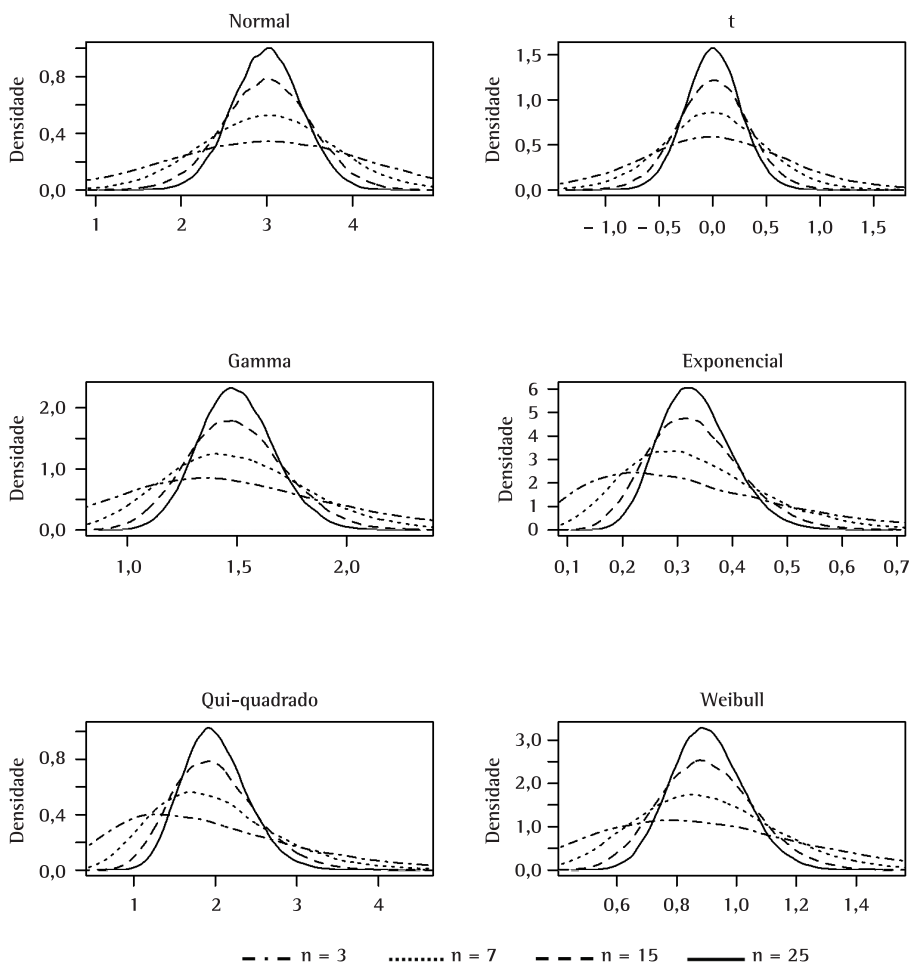 Normal
Densidade
0,8
0,4
0,0
1 2 3 4
t
Densidade
1,5
1,0
0,5
0,0
– 1,0 – 0,5 0,0 0,5 1,0 1,5
Gamma
Densidade
2,0
1,0
0,0
1,0 1,5 2,0
Exponencial
Densidade
6
5
4
3
2
1
0
0,1 0,2 0,3 0,4 0,5 0,6 0,7
Qui-quadrado
Densidade
0,8
0,4
0,0
1 2 3 4
Weibull
Densidade
3,0
2,0
1,0
0,0
0,6 0,8 1,0 1,2 1,4
n = 3 n = 7 n = 15 n = 25